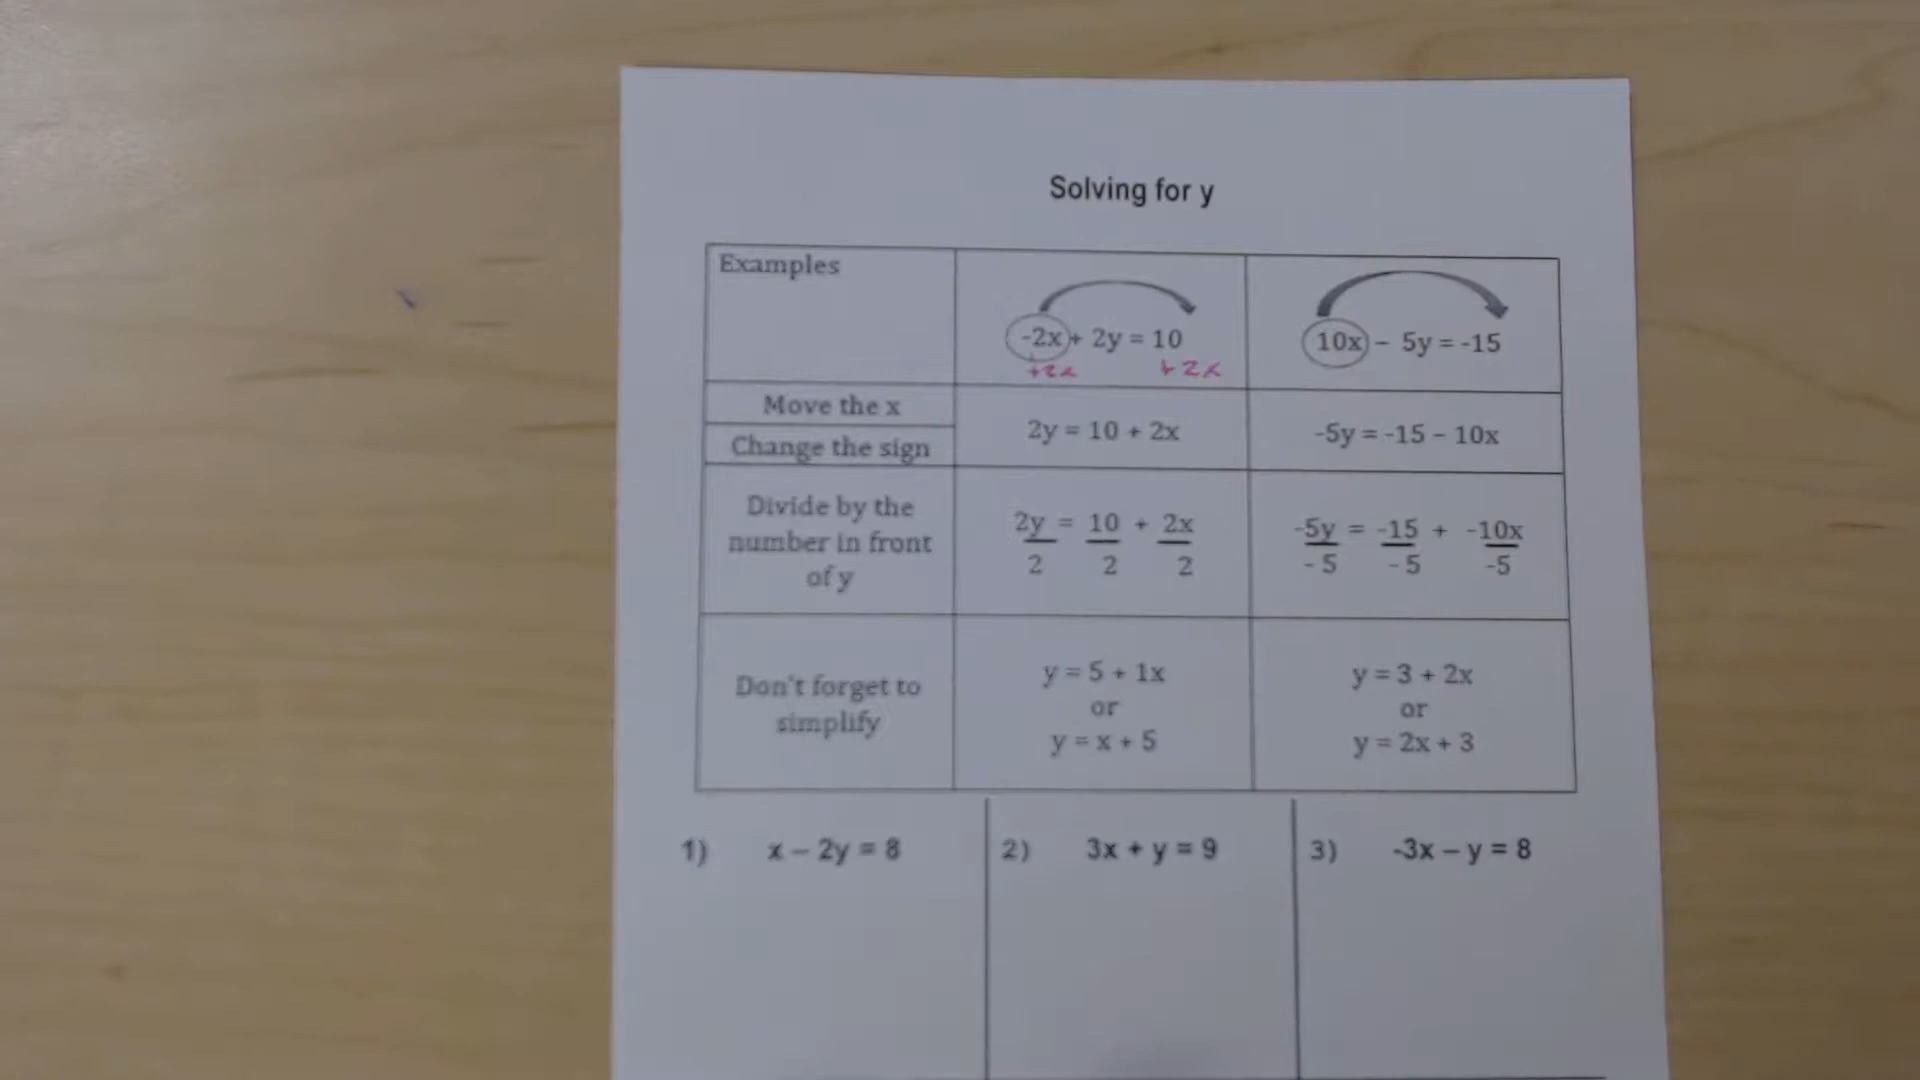 Solving for y
Examples
-2x + 2y = 10
+2x +2x
10x – 5y = -15
Move the x
Change the sign
2y = 10 + 2x
-5y = -15 – 10x
Divide by the
number in front
of y
2y = 10 + 2x
2 2 2
-5y = -15 + -10x
-5 -5 -5
Don't forget to
simplify
y = 5 + 1x
or
y = x + 5
y = 3 + 2x
or
y = 2x + 3
1) x – 2y = 8
2) 3x + y = 9
3) -3x – y = 8